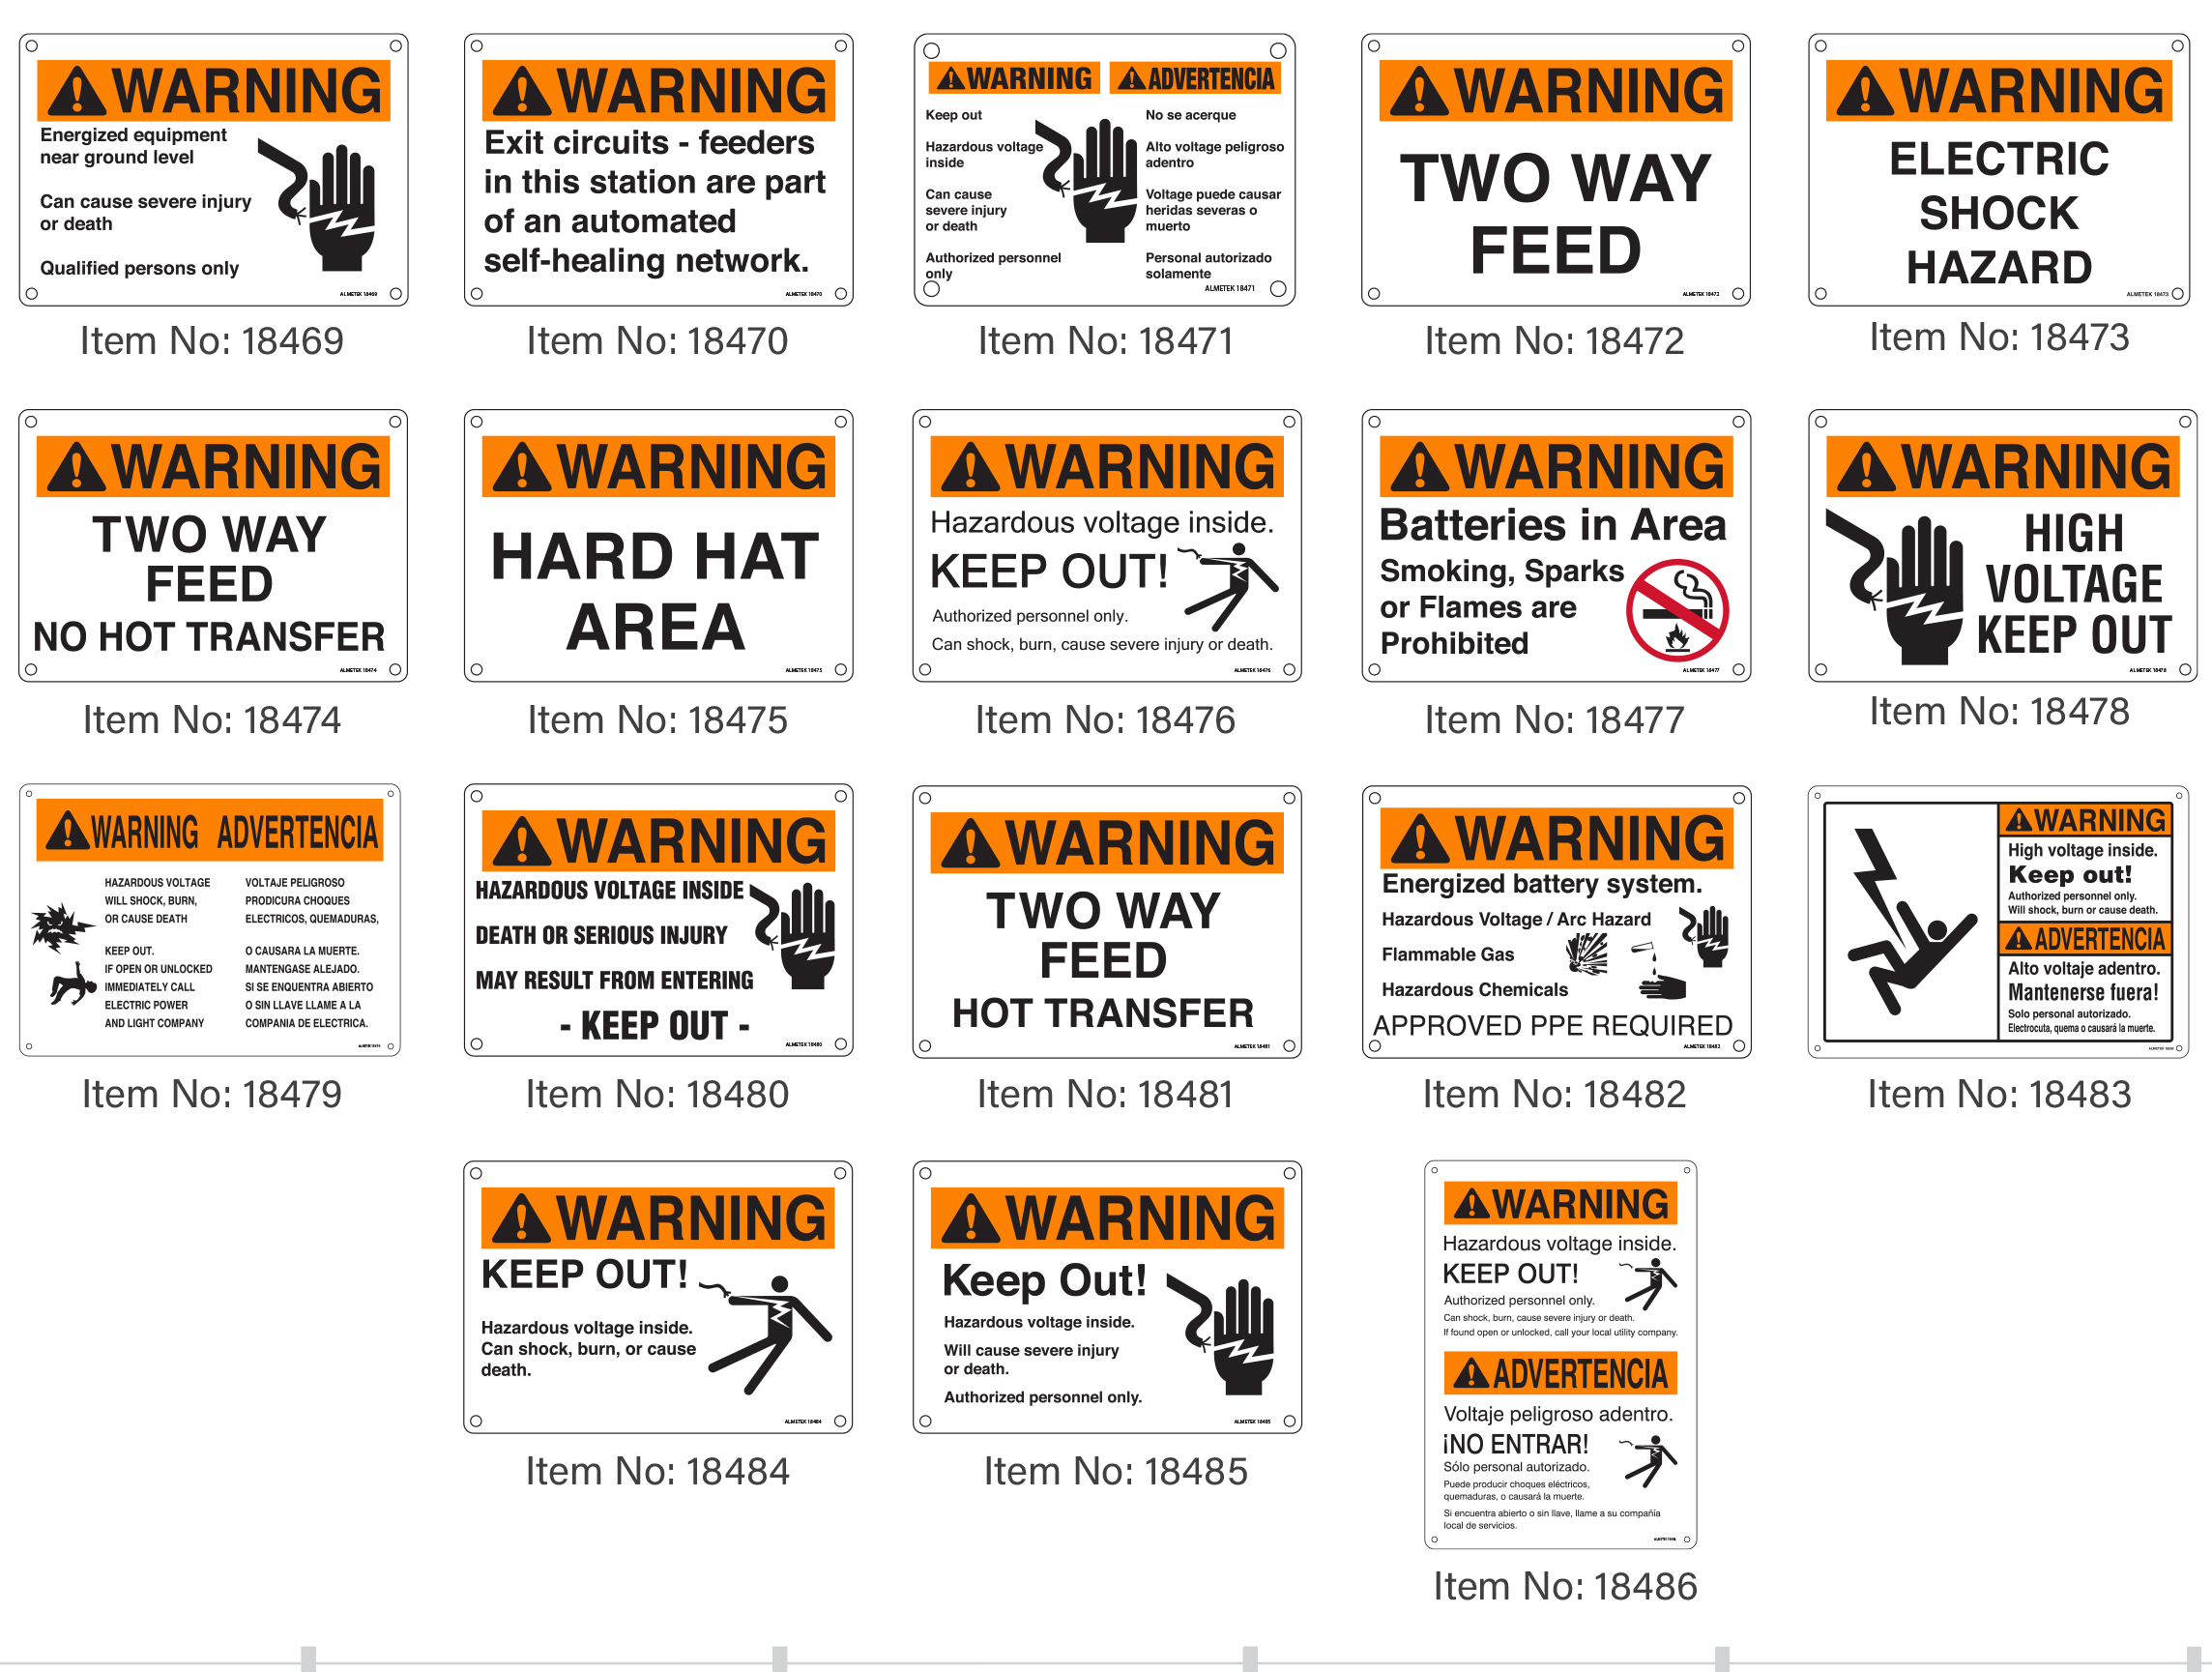 WARNING
Energized equipment
near ground level
Can cause severe injury
or death
Qualified persons only
ALMETEK 18469
Item No: 18469
WARNING
Exit circuits - feeders
in this station are part
of an automated
self-healing network.
ALMETEK 18470
Item No: 18470
WARNING
Keep out
Hazardous voltage
inside
Can cause
severe injury
or death
Authorized personnel
only
ADVERTENCIA
No se acerque
Alto voltage peligroso
adentro
Voltage puede causar
heridas severas o
muerto
Personal autorizado
solamente
ALMETEK 18471
Item No: 18471
WARNING
TWO WAY
FEED
ALMETEK 18472
Item No: 18472
WARNING
ELECTRIC
SHOCK
HAZARD
ALMETEK 18473
Item No: 18473
WARNING
TWO WAY
FEED
NO HOT TRANSFER
ALMETEK 18474
Item No: 18474
WARNING
HARD HAT
AREA
ALMETEK 18475
Item No: 18475
WARNING
Hazardous voltage inside.
KEEP OUT!
Authorized personnel only.
Can shock, burn, cause severe injury or death.
ALMETEK 18476
Item No: 18476
WARNING
Batteries in Area
Smoking, Sparks
or Flames are
Prohibited
ALMETEK 18477
Item No: 18477
WARNING
HIGH
VOLTAGE
KEEP OUT
ALMETEK 18478
Item No: 18478
WARNING ADVERTENCIA
HAZARDOUS VOLTAGE
WILL SHOCK, BURN,
OR CAUSE DEATH
KEEP OUT.
IF OPEN OR UNLOCKED
IMMEDIATELY CALL
ELECTRIC POWER
AND LIGHT COMPANY
VOLTAJE PELIGROSO
PRODICURA CHOQUES
ELECTRICOS, QUEMADURAS,
O CAUSARA LA MUERTE.
MANTENGASE ALEJADO.
SI SE ENQUENTRA ABIERTO
O SIN LLAVE LLAME A LA
COMPANIA DE ELECTRICA.
ALMETEK 18479
Item No: 18479
WARNING
HAZARDOUS VOLTAGE INSIDE
DEATH OR SERIOUS INJURY
MAY RESULT FROM ENTERING
- KEEP OUT -
ALMETEK 18480
Item No: 18480
WARNING
TWO WAY
FEED
HOT TRANSFER
ALMETEK 18481
Item No: 18481
WARNING
Energized battery system.
Hazardous Voltage / Arc Hazard
Flammable Gas
Hazardous Chemicals
APPROVED PPE REQUIRED
ALMETEK 18482
Item No: 18482
WARNING
High voltage inside.
Keep out!
Authorized personnel only.
Will shock, burn or cause death.
ADVERTENCIA
Alto voltaje adentro.
Mantenerse fuera!
Solo personal autorizado.
Electrocuta, quema o causará la muerte.
ALMETEK
Item No: 18483
WARNING
KEEP OUT!
Hazardous voltage inside.
Can shock, burn, or cause
death.
ALMETEK 18484
Item No: 18484
WARNING
Keep Out!
Hazardous voltage inside.
Will cause severe injury
or death.
Authorized personnel only.
ALMETEK 18485
Item No: 18485
WARNING
Hazardous voltage inside.
KEEP OUT!
Authorized personnel only.
Can shock, burn, cause severe injury or death.
If found open or unlocked, call your local utility company.
ADVERTENCIA
Voltaje peligroso adentro.
¡NO ENTRAR!
Sólo personal autorizado.
Puede producir choques eléctricos,
quemaduras, o causará la muerte.
Si encuentra abierto o sin llave, llame a su compañía
local de servicios.
ALMETEK
Item No: 18486